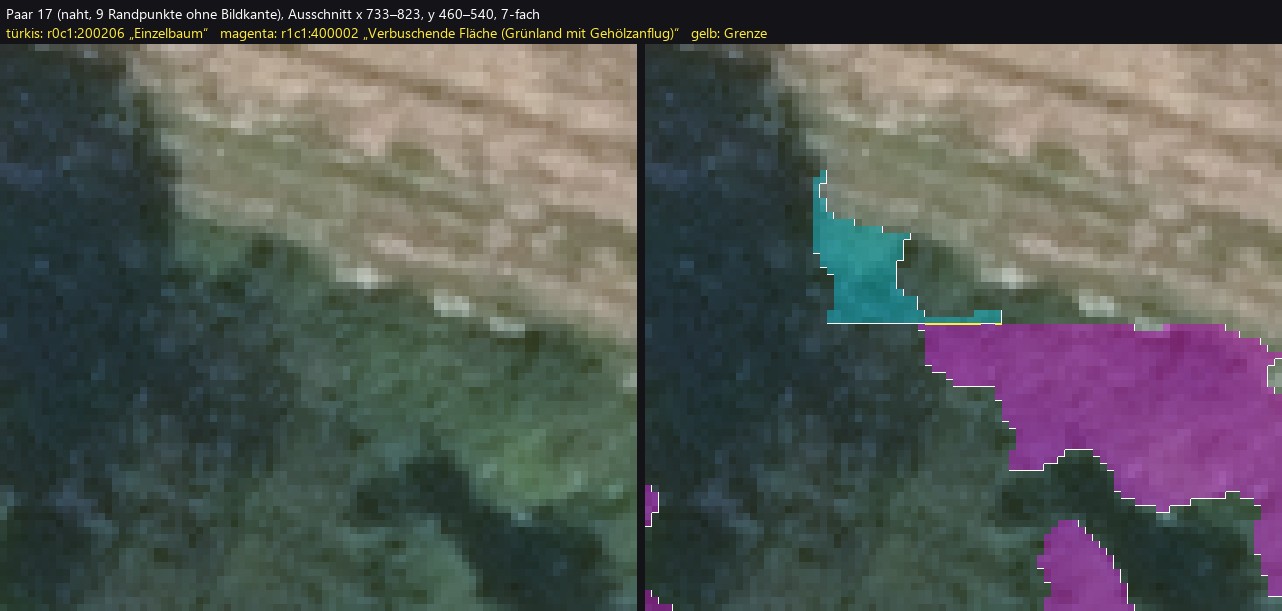 Paar 17 (naht, 9 Randpunkte ohne Bildkante), Ausschnitt x 733–823, y 460–540, 7-fach
türkis: r0c1:200206 „Einzelbaum“ magenta: r1c1:400002 „Verbuschende Fläche (Grünland mit Gehölzanflug)“ gelb: Grenze